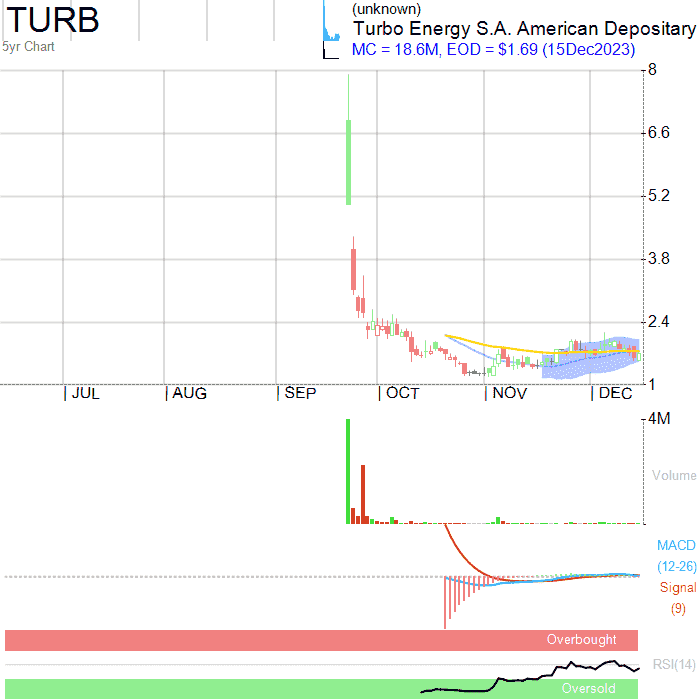 TURB
5yr Chart
(unknown)
Turbo Energy S.A. American Depositary
MC = 18.6M, EOD = $1.69 (15Dec2023)
8
6.6
5.2
3.8
2.4
1
JUL AUG SEP OCT NOV DEC
4M
Volume
MACD
(12-26)
Signal
(9)
Overbought
RSI(14)
Oversold